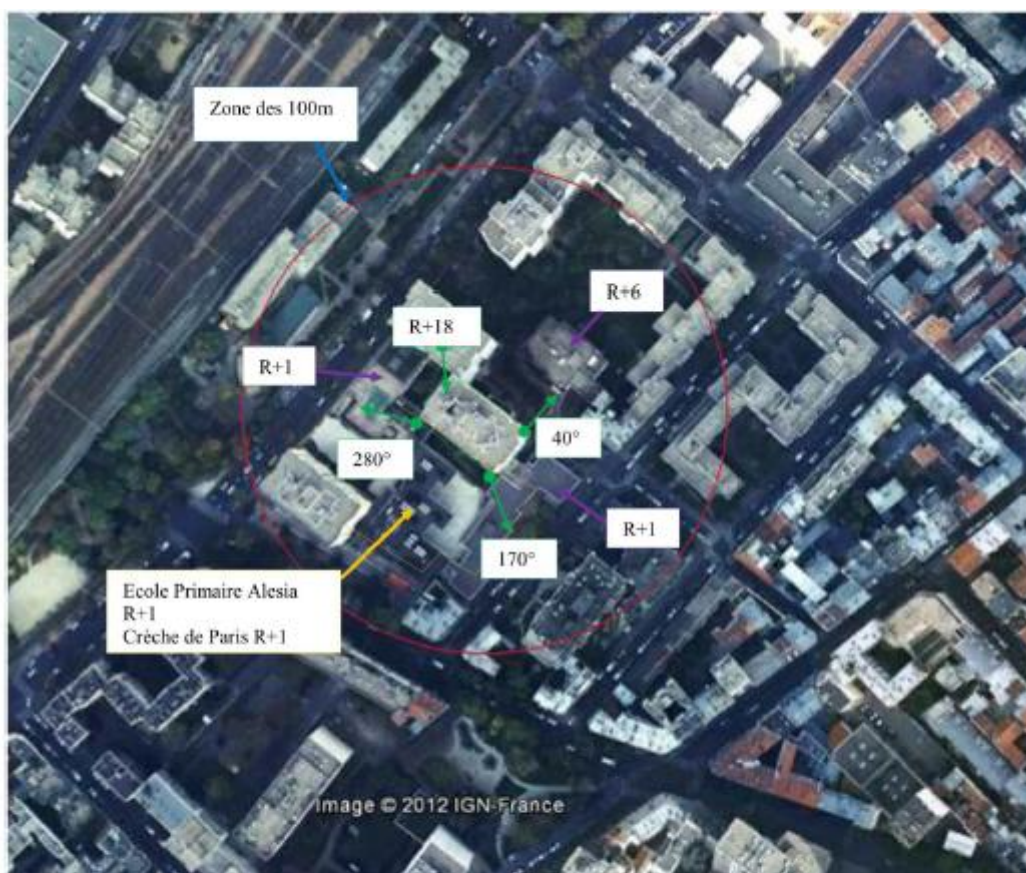 Zone des 100m
R+6
R+18
R+1
40°
280°
R+1
170°
Ecole Primaire Alesia
R+1
Crèche de Paris R+1
Image © 2012 IGN-France